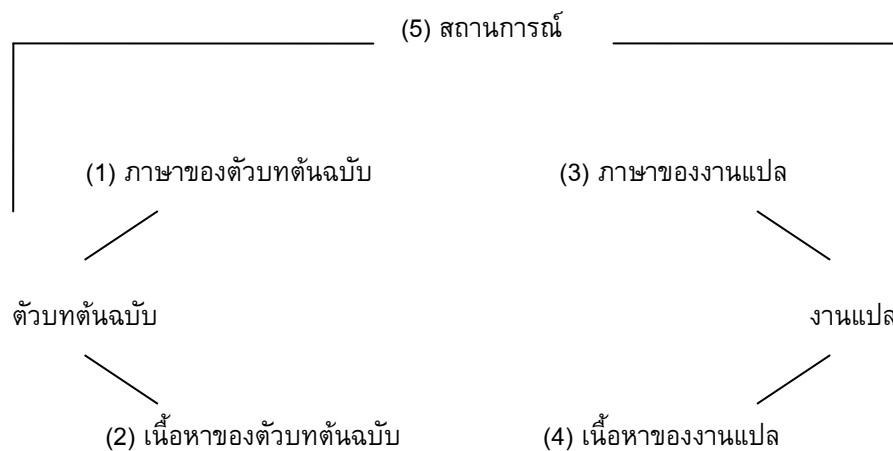 (5) สถานการณ์
(1) ภาษาของตัวบทต้นฉบับ (3) ภาษาของงานแปล
ตัวบทต้นฉบับ งานแปล
(2) เนื้อหาของตัวบทต้นฉบับ (4) เนื้อหาของงานแปล